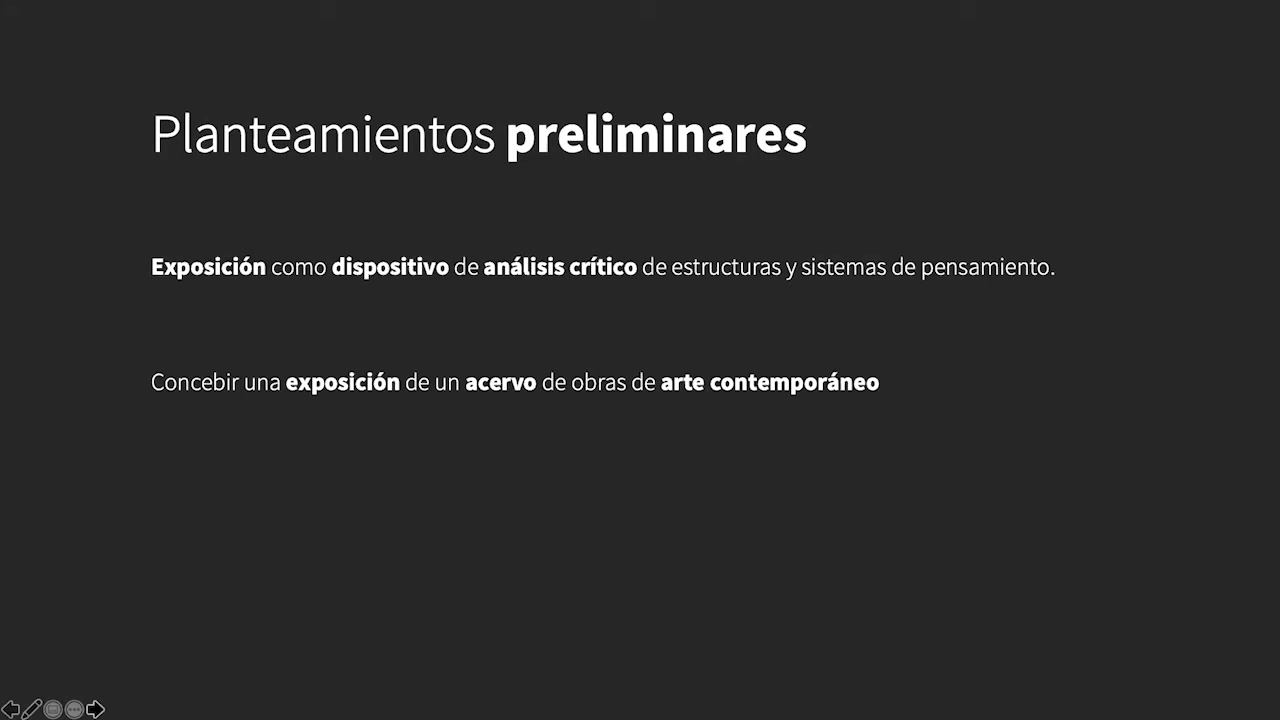 Planteamientos preliminares
Exposición como dispositivo de análisis crítico de estructuras y sistemas de pensamiento.
Concebir una exposición de un acervo de obras de arte contemporáneo